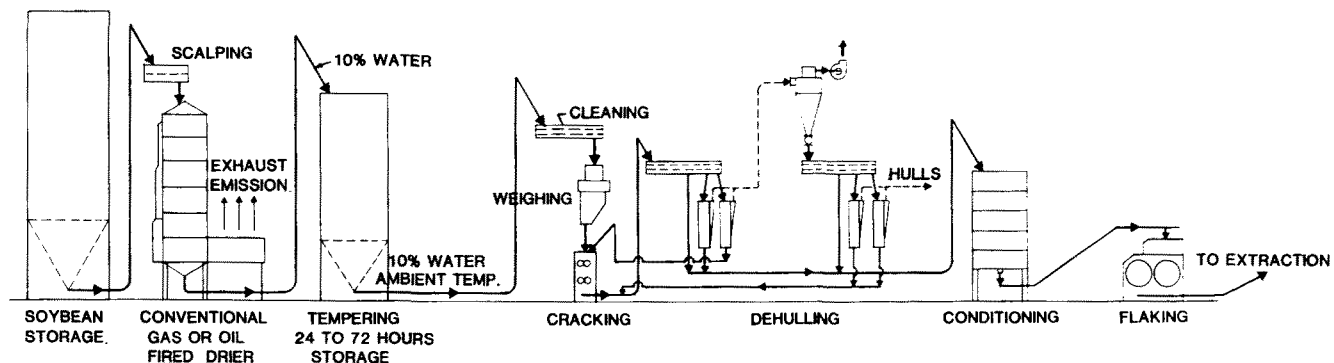 SCALPING
10% WATER
CLEANING
EXHAUST
EMISSION.
WEIGHING
HULLS
10% WATER
AMBIENT TEMP.
TO EXTRACTION
SOYBEAN
STORAGE.
CONVENTIONAL
GAS OR OIL
FIRED DRIER
TEMPERING
24 TO 72 HOURS
STORAGE
CRACKING
DEHULLING
CONDITIONING
FLAKING